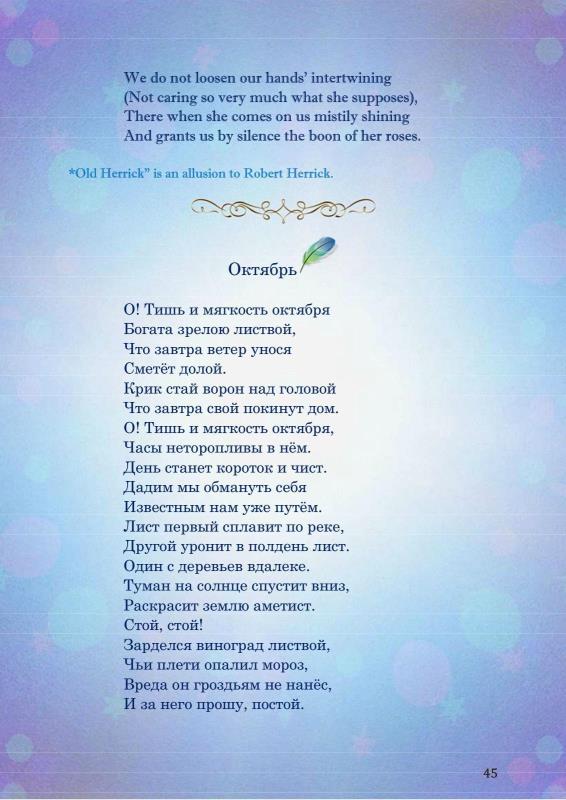 We do not loosen our hands’ intertwining
(Not caring so very much what she supposes),
There when she comes on us mistily shining
And grants us by silence the boon of her roses.
*Old Herrick” is an allusion to Robert Herrick.
Октябрь
О! Тишь и мягкость октября
Богата зрелою листвой,
Что завтра ветер унося
Сметёт долой.
Крик стай ворон над головой
Что завтра свой покинут дом.
О! Тишь и мягкость октября,
Часы неторопливы в нём.
День станет короток и чист.
Дадим мы обмануть себя
Известным нам уже путём.
Лист первый сплавит по реке,
Другой уронит в полдень лист.
Один с деревьев вдалеке.
Туман на солнце спустит вниз,
Раскрасит землю аметист.
Стой, стой!
Зарделся виноград листвой,
Чьи плети опалил мороз,
Вреда он гроздьям не нанёс,
И за него прошу, постой.
45